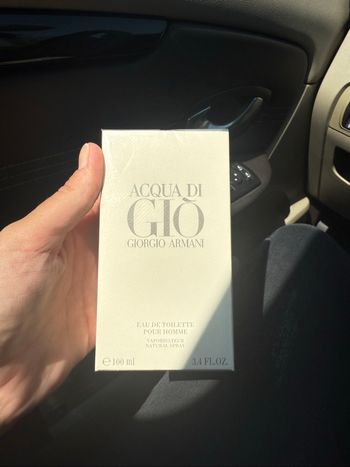 ACQUA DI
GIÒ
GIORGIO ARMANI
EAU DE TOILETTE
POUR HOMME
VAPORISATEUR
NATURAL SPRAY
℮ 100 ml 3.4 FL.OZ.